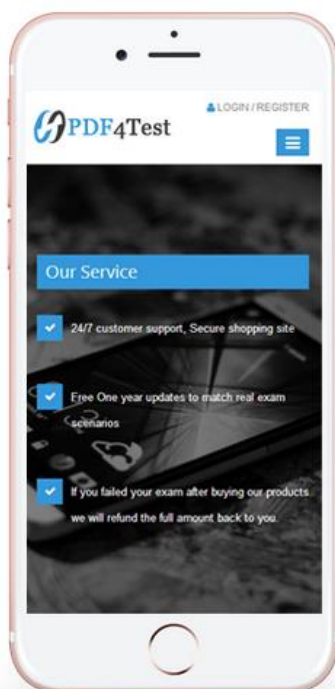 LOGIN / REGISTER
PDF4Test
Our Service
24/7 customer support, Secure shopping site
Free One year updates to match real exam
scenarios
If you failed your exam after buying our products
we will refund the full amount back to you.